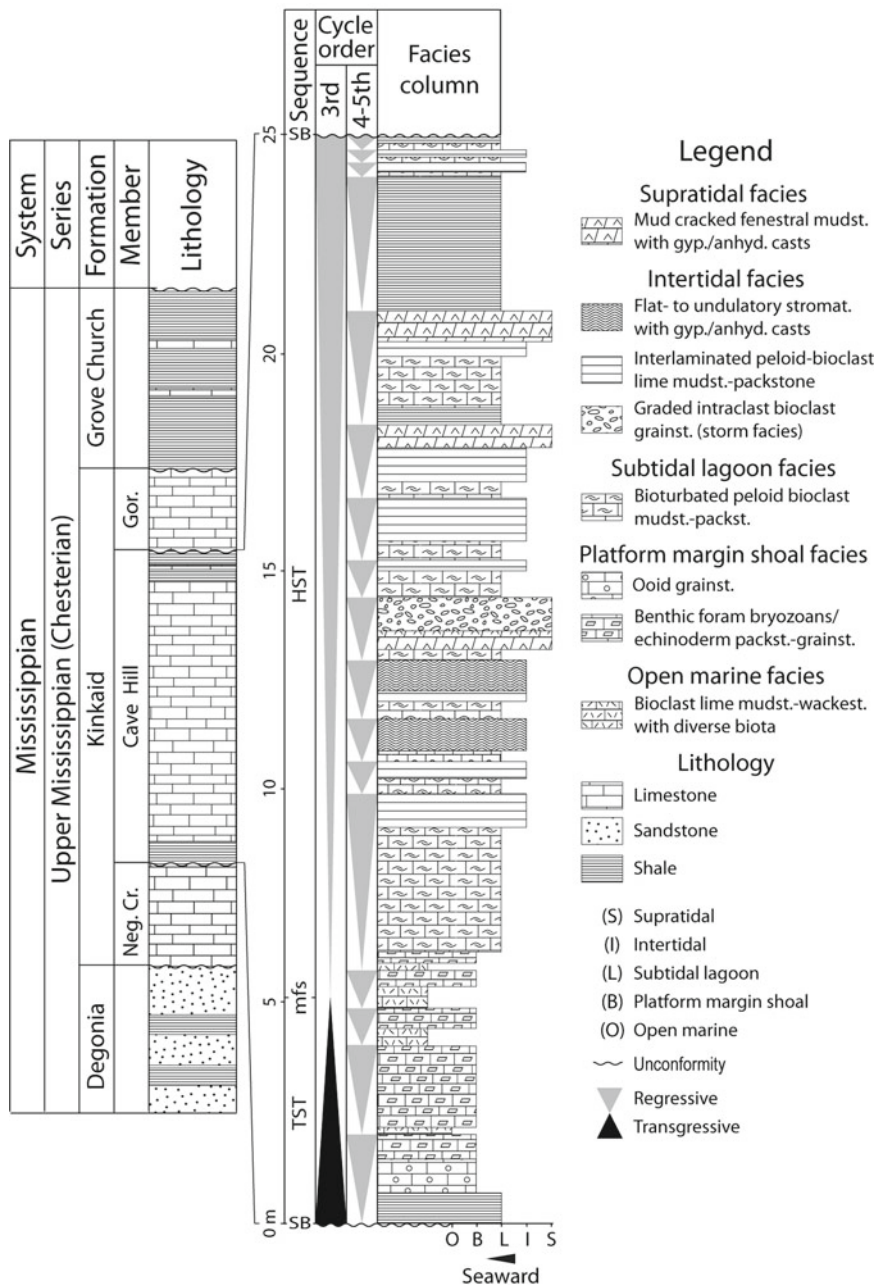 System
Series
Formation
Member
Lithology
Mississippian
Upper Mississippian (Chesterian)
Grove Church
Kinkaid
Degonia
Gor.
Cave Hill
Neg. Cr.
Sequence
Cycle
order
3rd
4-5th
Facies
column
25
SB
20
15
HST
10
5
mfs
TST
0 m
SB
O B L I S
Seaward
Legend
Supratidal facies
Mud cracked fenestral mudst.
with gyp./anhyd. casts
Intertidal facies
Flat- to undulatory stromat.
with gyp./anhyd. casts
Interlaminated peloid-bioclast
lime mudst.-packstone
Graded intraclast bioclast
grainst. (storm facies)
Subtidal lagoon facies
Bioturbated peloid bioclast
mudst.-packst.
Platform margin shoal facies
Ooid grainst.
Benthic foram bryozoans/
echinoderm packst.-grainst.
Open marine facies
Bioclast lime mudst.-wackest.
with diverse biota
Lithology
Limestone
Sandstone
Shale
(S) Supratidal
(I) Intertidal
(L) Subtidal lagoon
(B) Platform margin shoal
(O) Open marine
Unconformity
Regressive
Transgressive